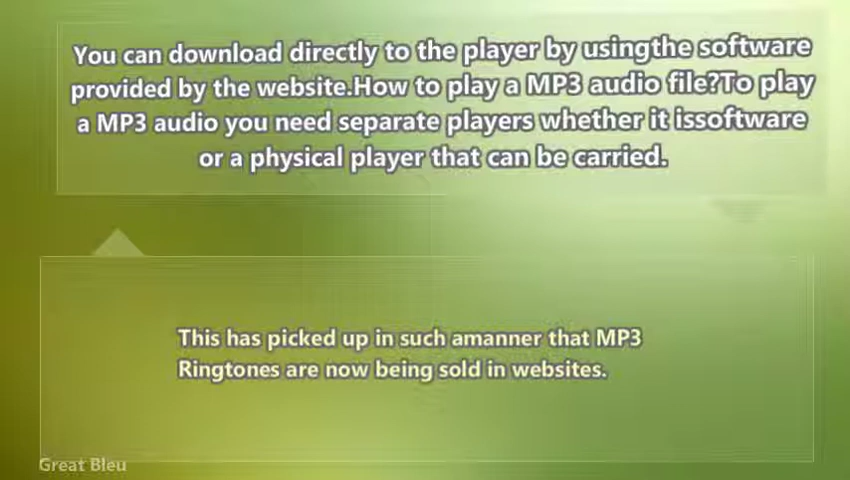 You can download directly to the player by usingthe software
provided by the website.How to play a MP3 audio file?To play
a MP3 audio you need separate players whether it issoftware
or a physical player that can be carried.
This has picked up in such amanner that MP3
Ringtones are now being sold in websites.
Great Bleu